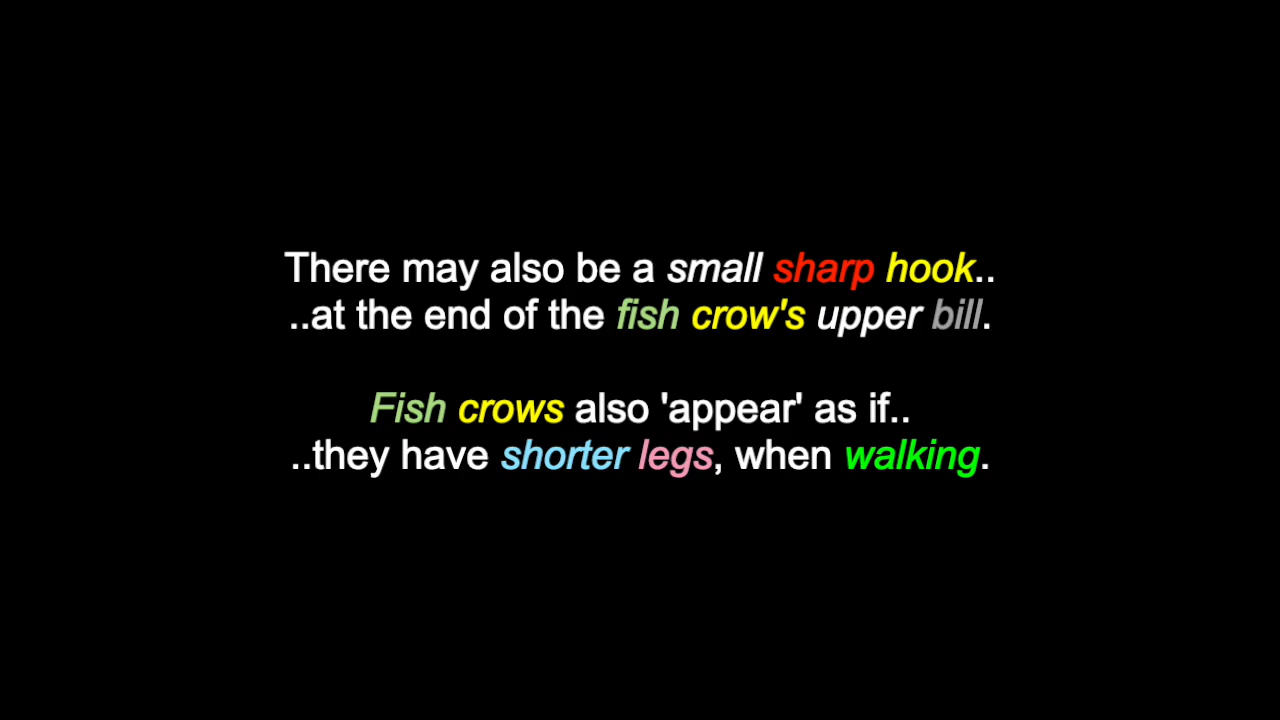 There may also be a small sharp hook..
..at the end of the fish crow's upper bill.
Fish crows also 'appear' as if..
..they have shorter legs, when walking.